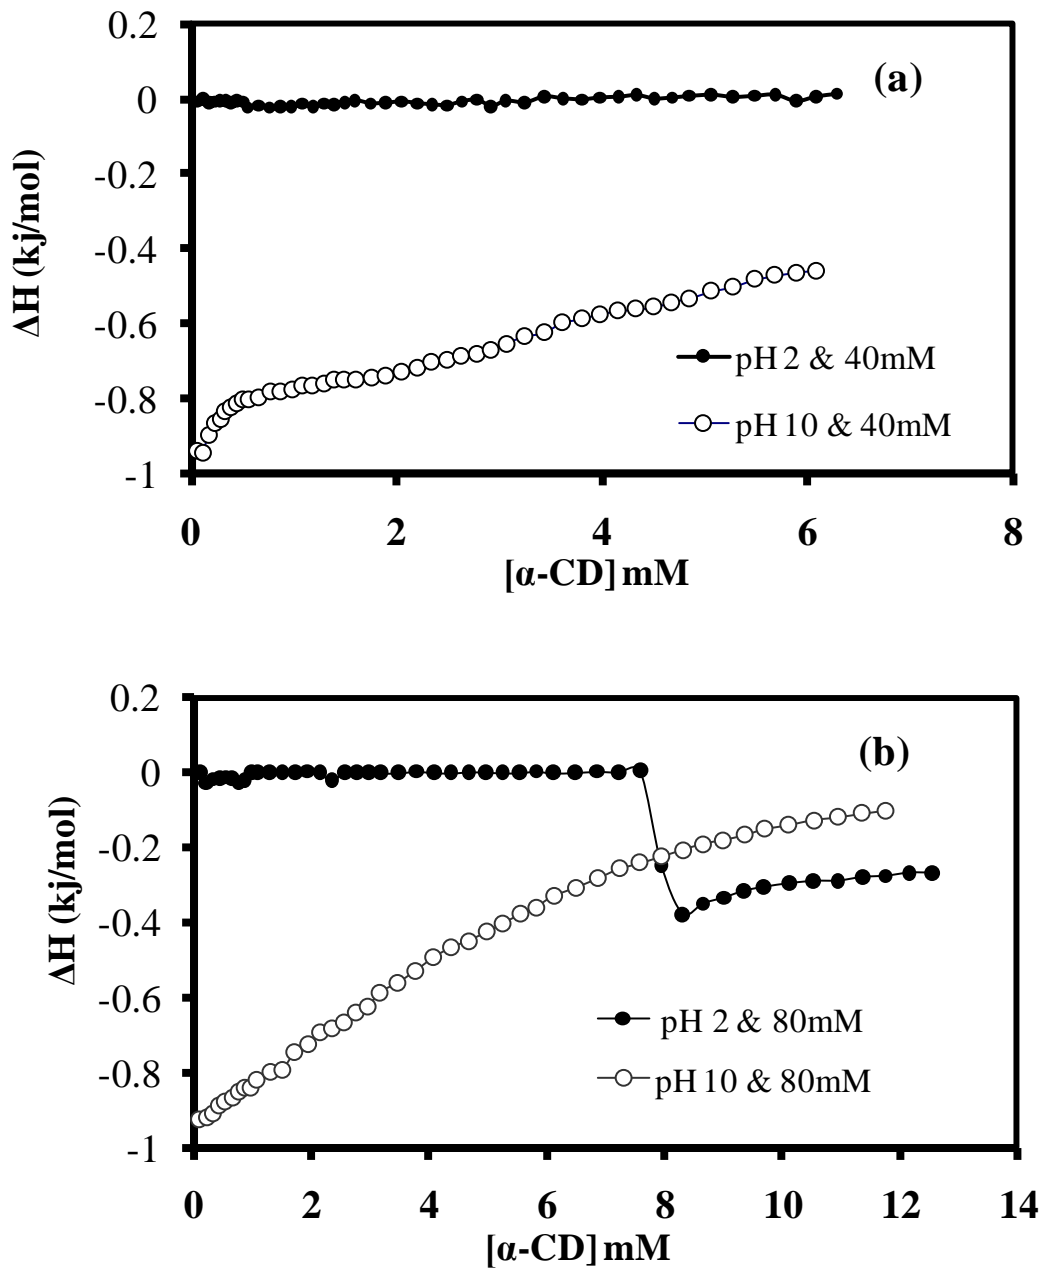 0.2
(a)
0
-0.2
-0.4
-0.6
-0.8
-1
ΔH (kj/mol)
pH 2 & 40mM
pH 10 & 40mM
0 2 4 6 8
[α-CD] mM
0.2
(b)
0
-0.2
-0.4
-0.6
-0.8
-1
ΔH (kj/mol)
pH 2 & 80mM
pH 10 & 80mM
0 2 4 6 8 10 12 14
[α-CD] mM